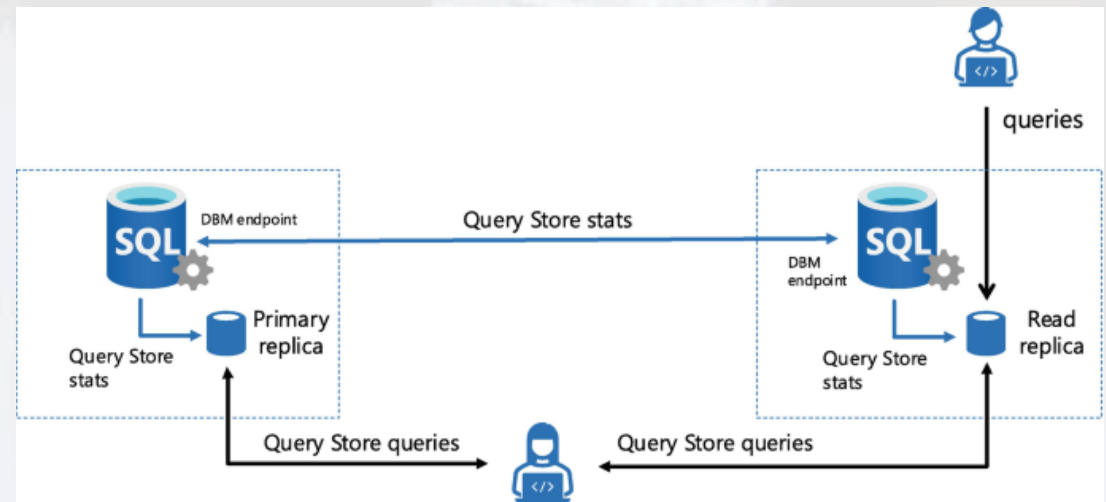 </>
queries
SQL
DBM endpoint
Query Store stats
SQL
DBM
endpoint
Primary
replica
Query Store
stats
Read
replica
Query Store
stats
Query Store queries
Query Store queries
</>